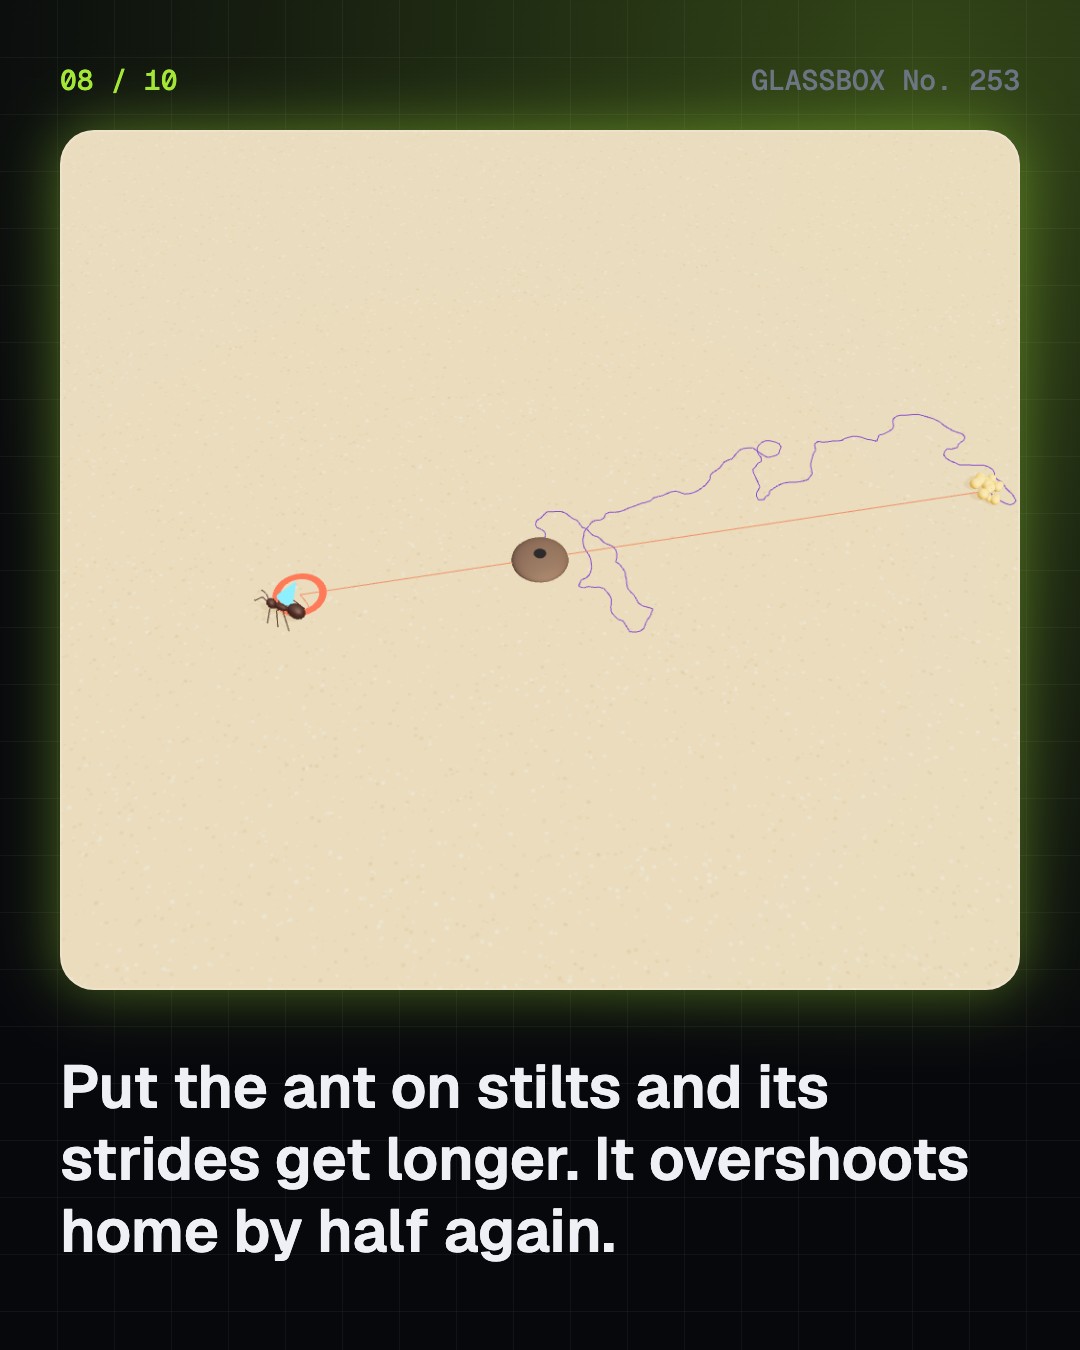 08 / 10
GLASSBOX No. 253
Put the ant on stilts and its
strides get longer. It overshoots
home by half again.